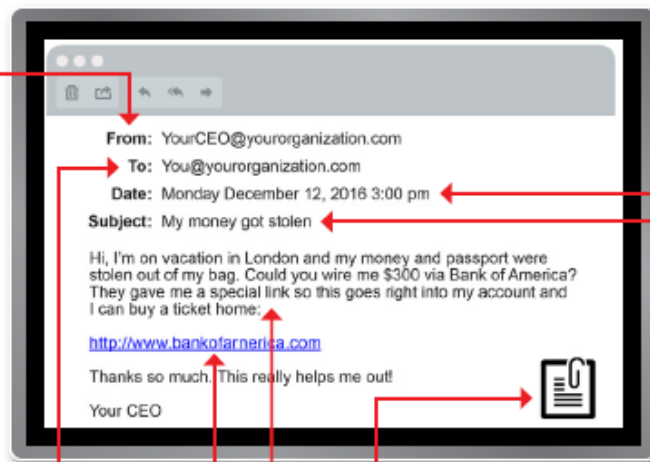 From: YourCEO@yourorganization.com
To: You@yourorganization.com
Date: Monday December 12, 2016 3:00 pm
Subject: My money got stolen
Hi, I'm on vacation in London and my money and passport were
stolen out of my bag. Could you wire me $300 via Bank of America?
They gave me a special link so this goes right into my account and
I can buy a ticket home:
http://www.bankofarnerica.com
Thanks so much. This really helps me out!
Your CEO